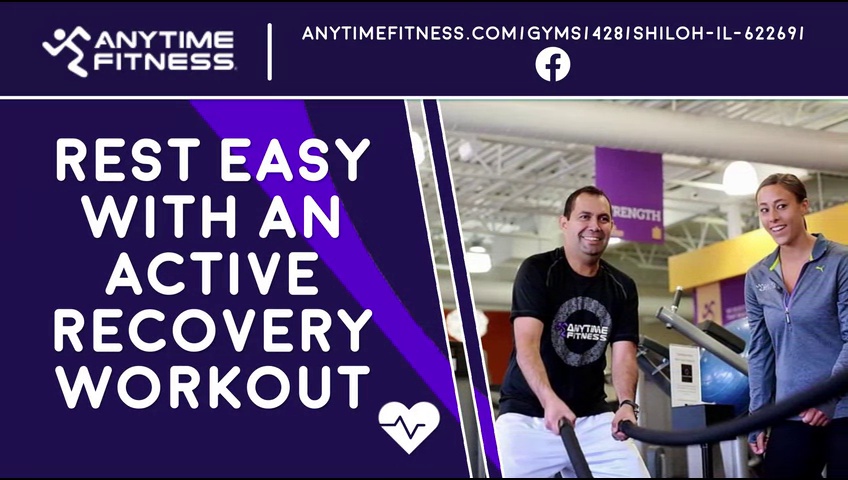 ANYTIME
FITNESS
ANYTIMEFITNESS.COM/GYMS/428/SHILOH-IL-62269/
REST EASY
WITH AN
ACTIVE
RECOVERY
WORKOUT
RENGTH
ANYTIME
FITNESS